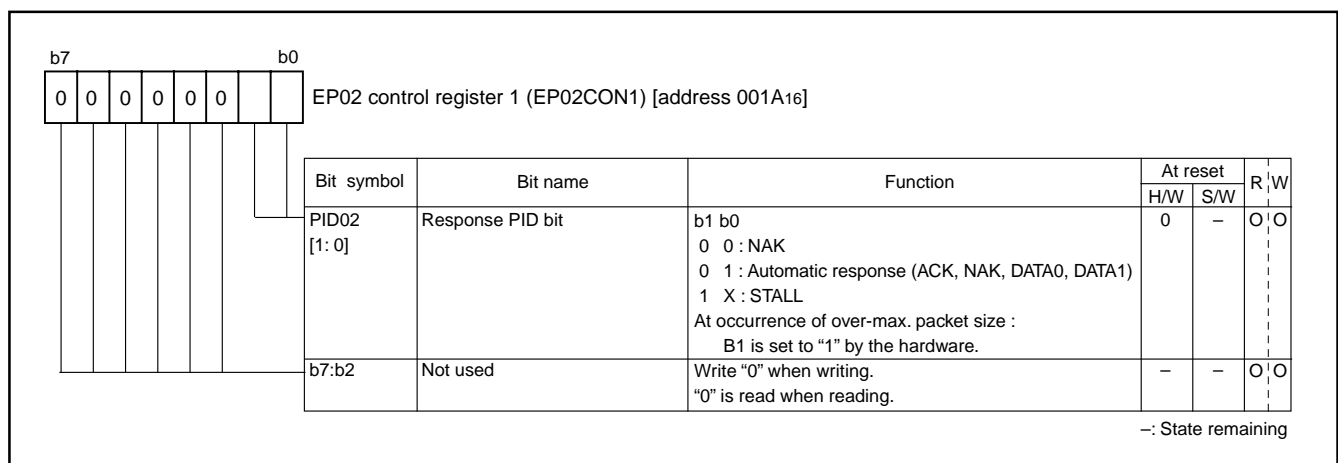 b7 b0
0 0 0 0 0 0 EP02 control register 1 (EP02CON1) [address 001A16]
Bit symbol Bit name Function At reset R W
H/W S/W
PID02 Response PID bit b1 b0 0 – O O
[1: 0] 0 0 : NAK
0 1 : Automatic response (ACK, NAK, DATA0, DATA1)
1 X : STALL
At occurrence of over-max. packet size :
B1 is set to “1” by the hardware.
b7:b2 Not used Write “0” when writing. – – O O
“0” is read when reading.
–: State remaining